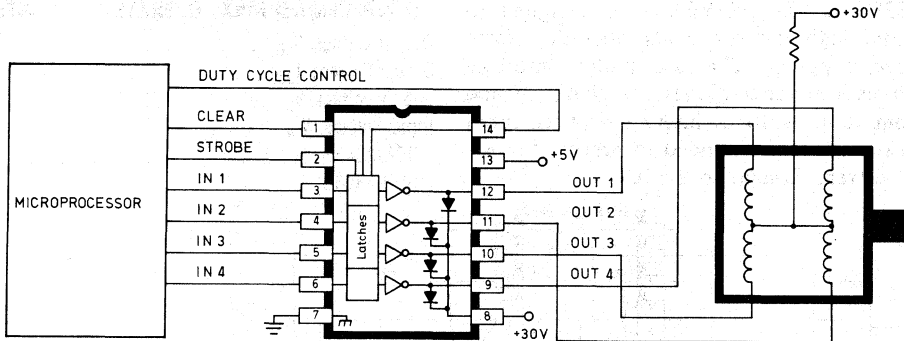 +30V
DUTY CYCLE CONTROL
CLEAR
1
14
STROBE
2
13
+5V
IN 1
3
12
OUT 1
MICROPROCESSOR
IN 2
4
Latches
11
OUT 2
IN 3
5
10
OUT 3
IN 4
6
9
OUT 4
7
8
+30V